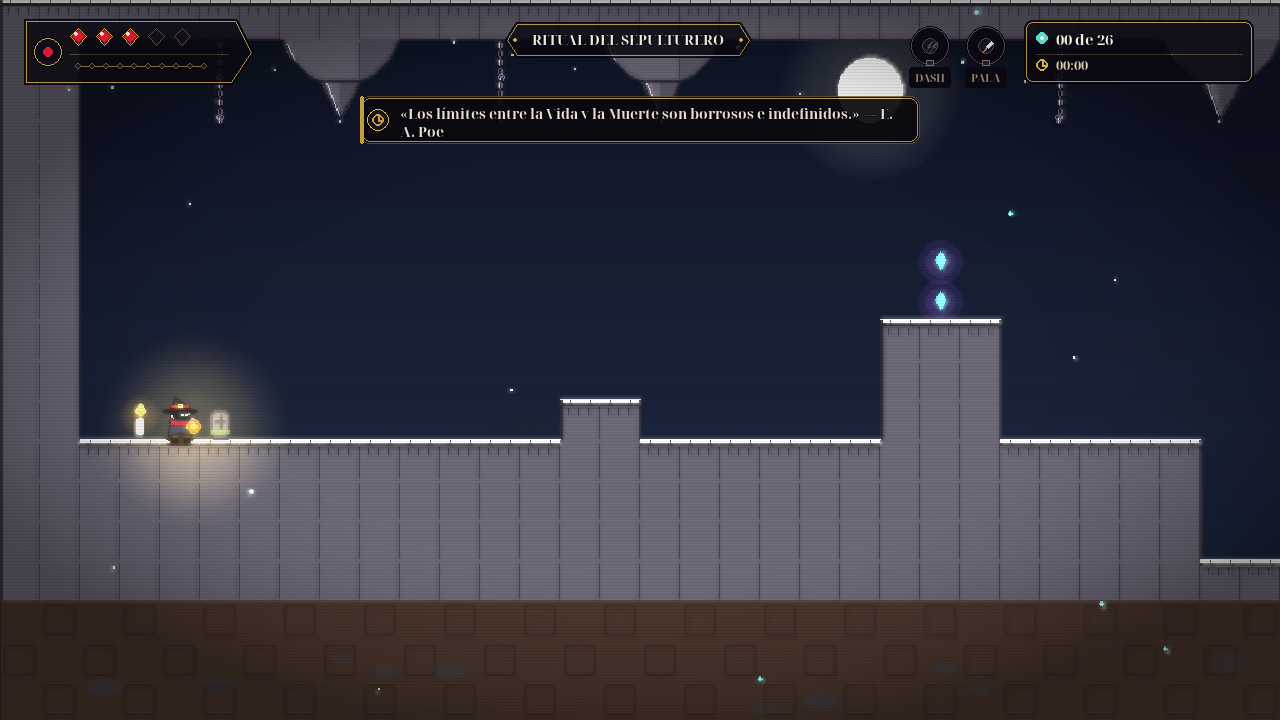 RITUAL DEL SEPULTURERO
DASH
PALA
00 de 26
00:00
«Los límites entre la Vida y la Muerte son borrosos e indefinidos.» — E.
A. Poe